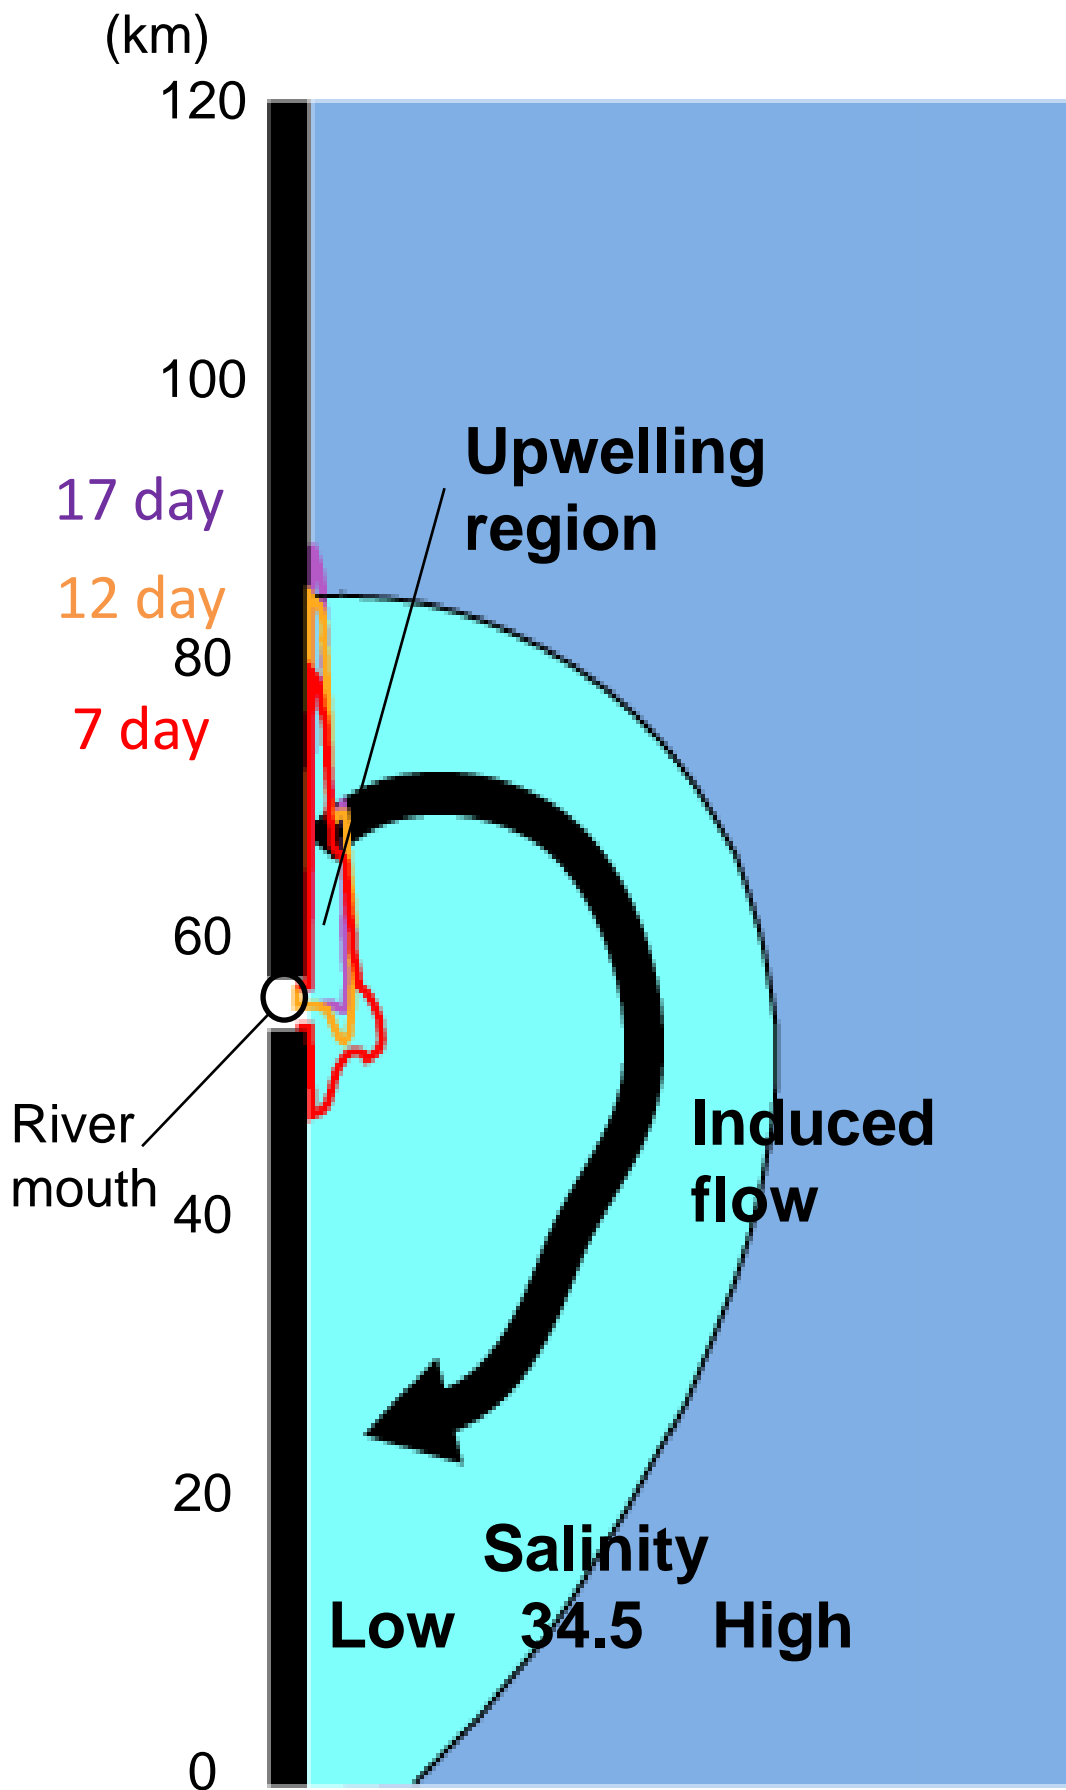 (km)
120
100
Upwelling
region
17 day
12 day
80
7 day
60
River
mouth
Induced
flow
40
20
Salinity
Low 34.5 High
0